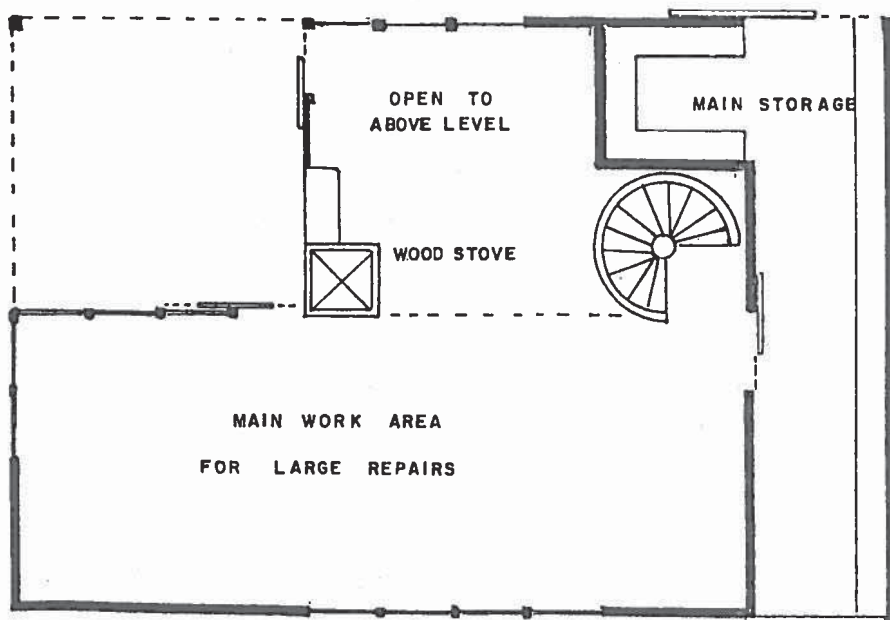 OPEN TO
ABOVE LEVEL
MAIN STORAGE
WOOD STOVE
MAIN WORK AREA
FOR LARGE REPAIRS